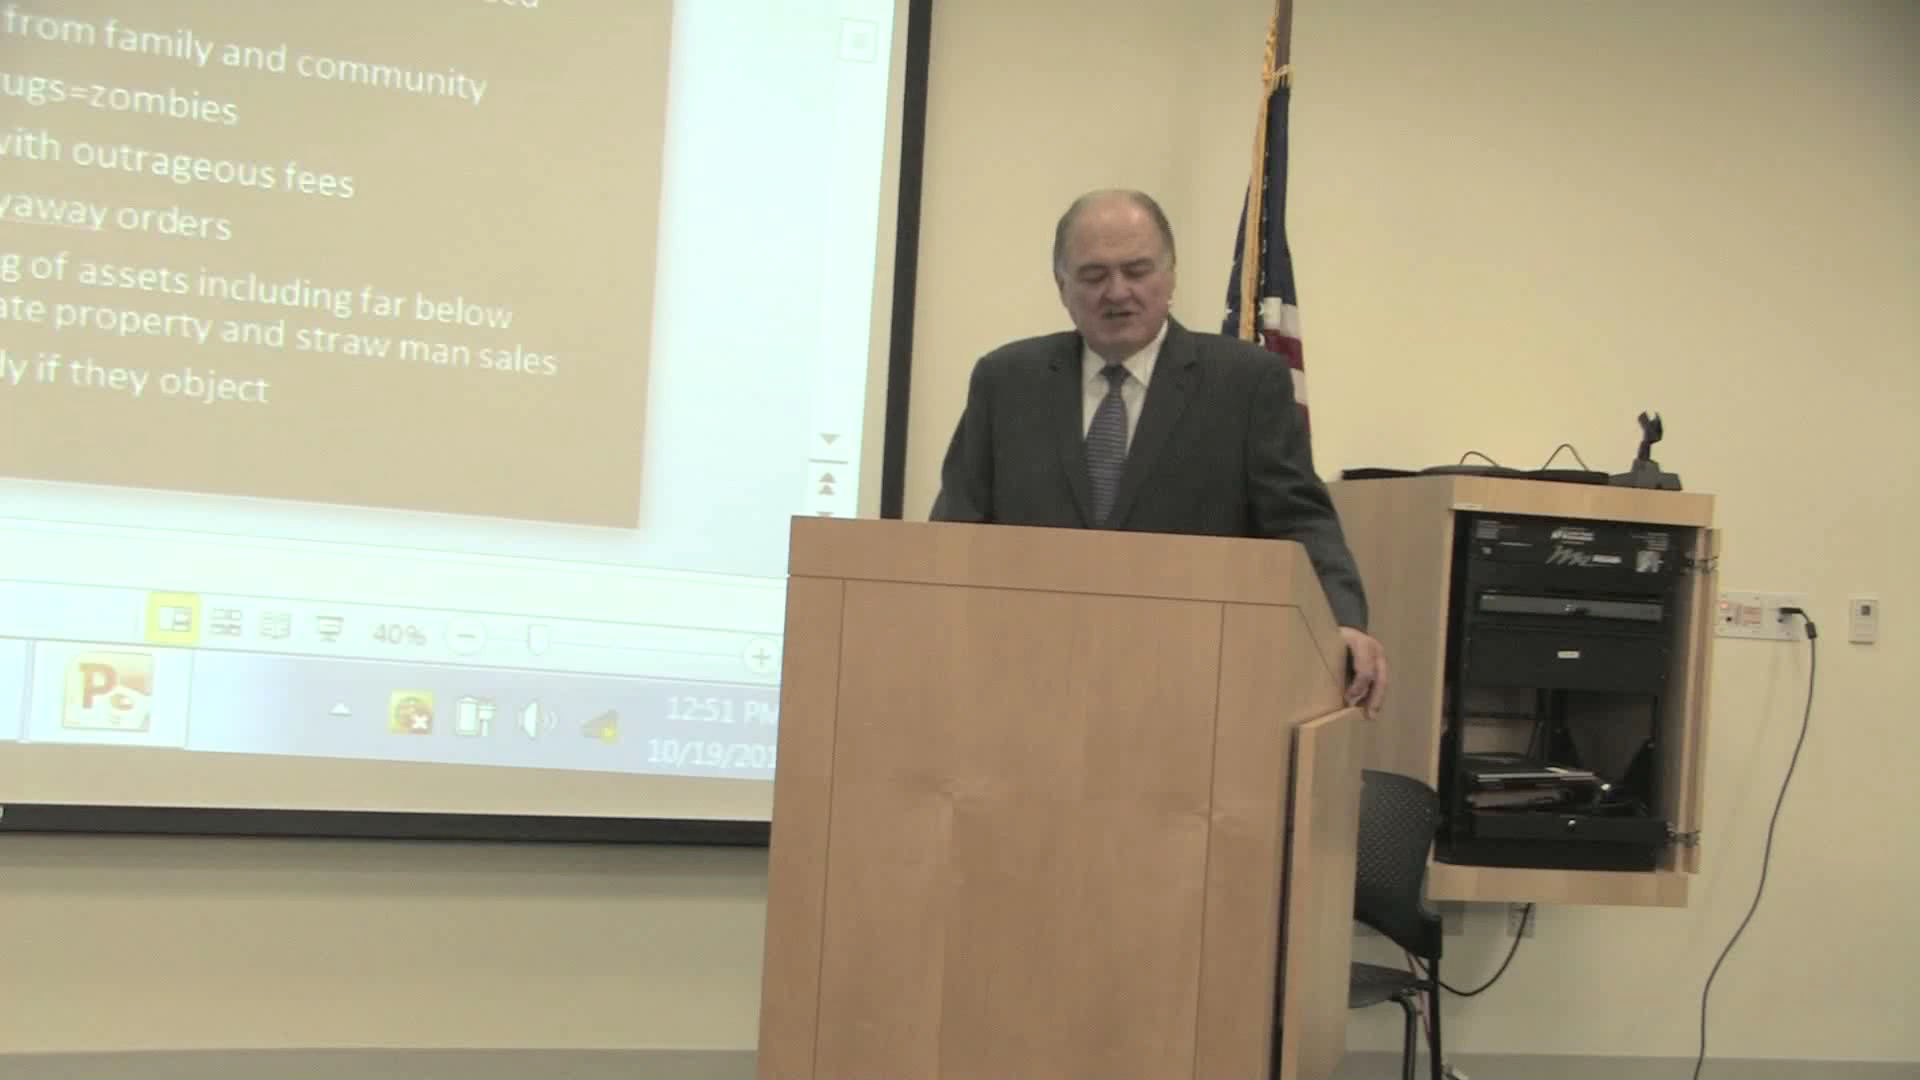 from family and community
ugs=zombies
with outrageous fees
yaway orders
g of assets including far below
ate property and straw man sales
ly if they object
40%
12:51 PM
10/19/201